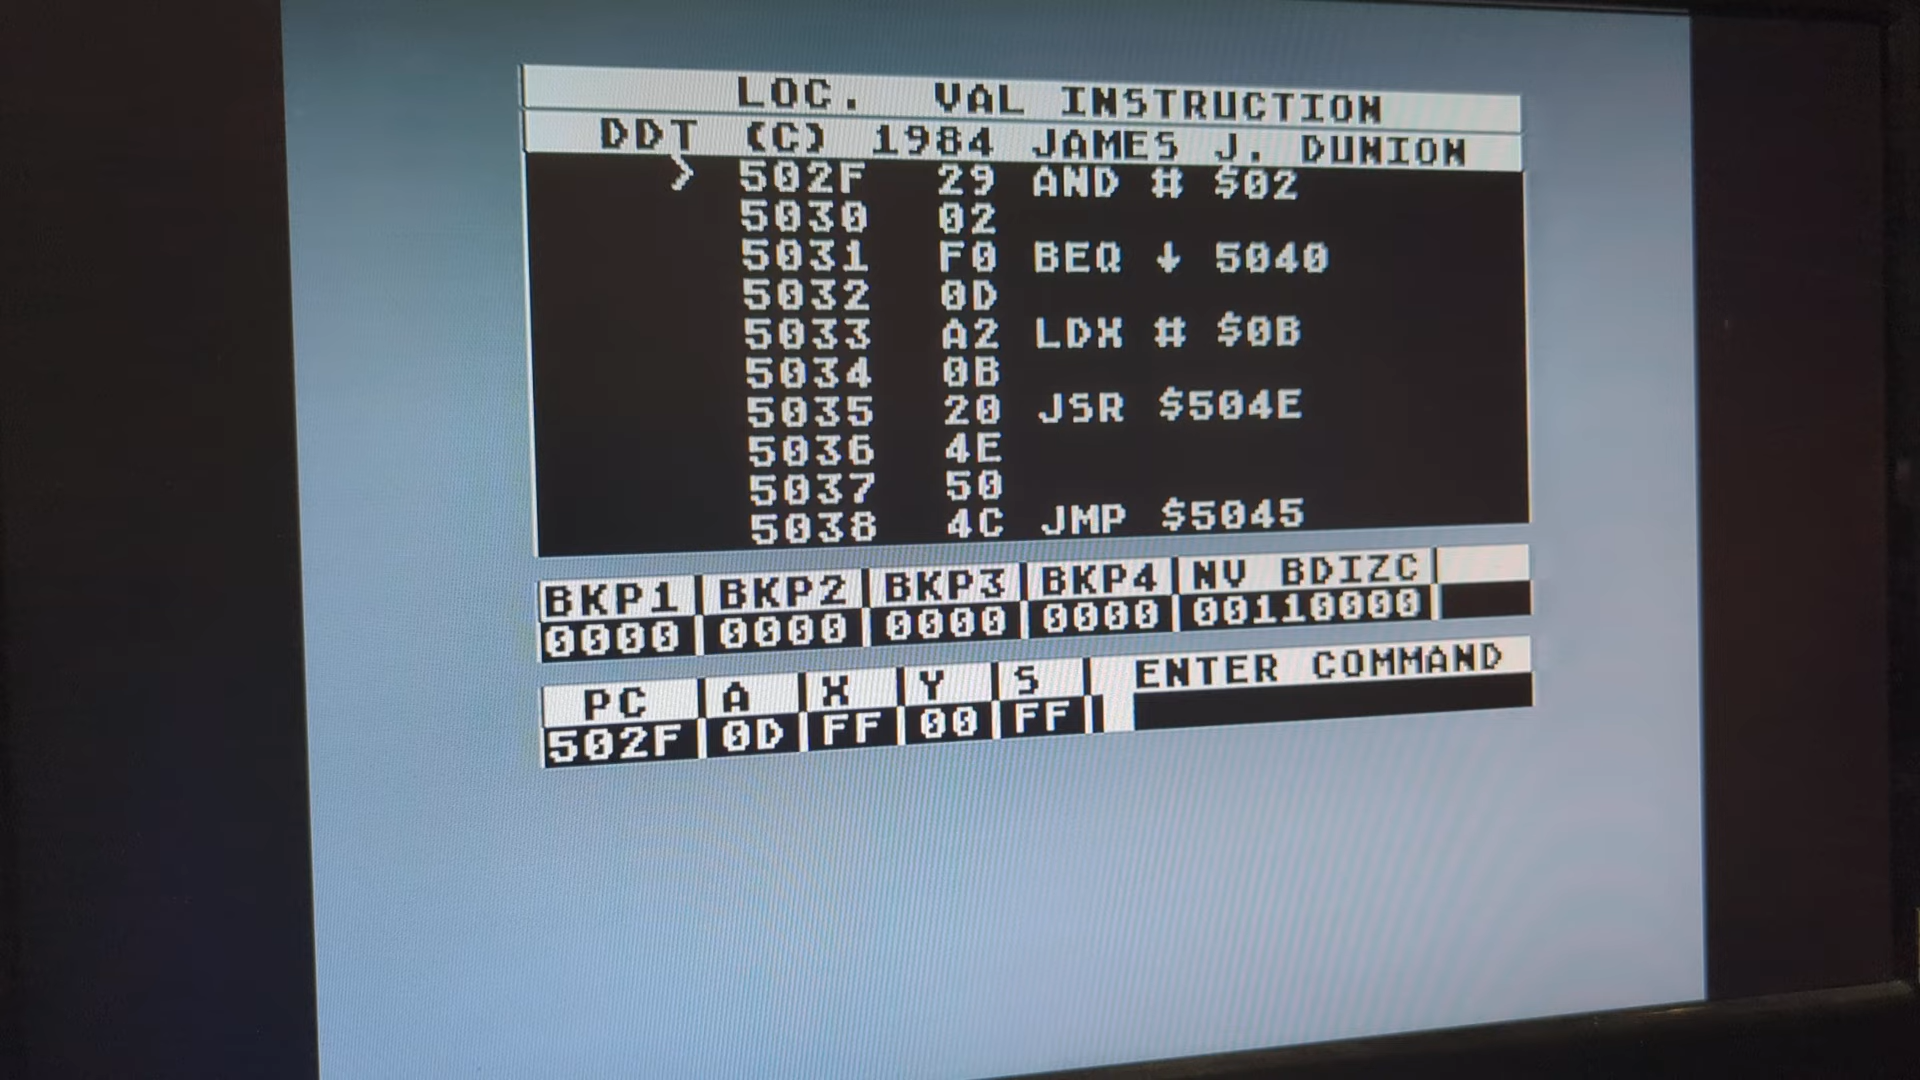 LOC. VAL INSTRUCTION
DDT (C) 1984 JAMES J. DUNION
> 502F 29 AND # $02
5030 02
5031 F0 BEQ ↓ 5040
5032 0D
5033 A2 LDX # $0B
5034 0B
5035 20 JSR $504E
5036 4E
5037 50
5038 4C JMP $5045
BKP1 BKP2 BKP3 BKP4 NV BDIZC
0000 0000 0000 0000 00110000
PC A X Y S ENTER COMMAND
502F 0D FF 00 FF